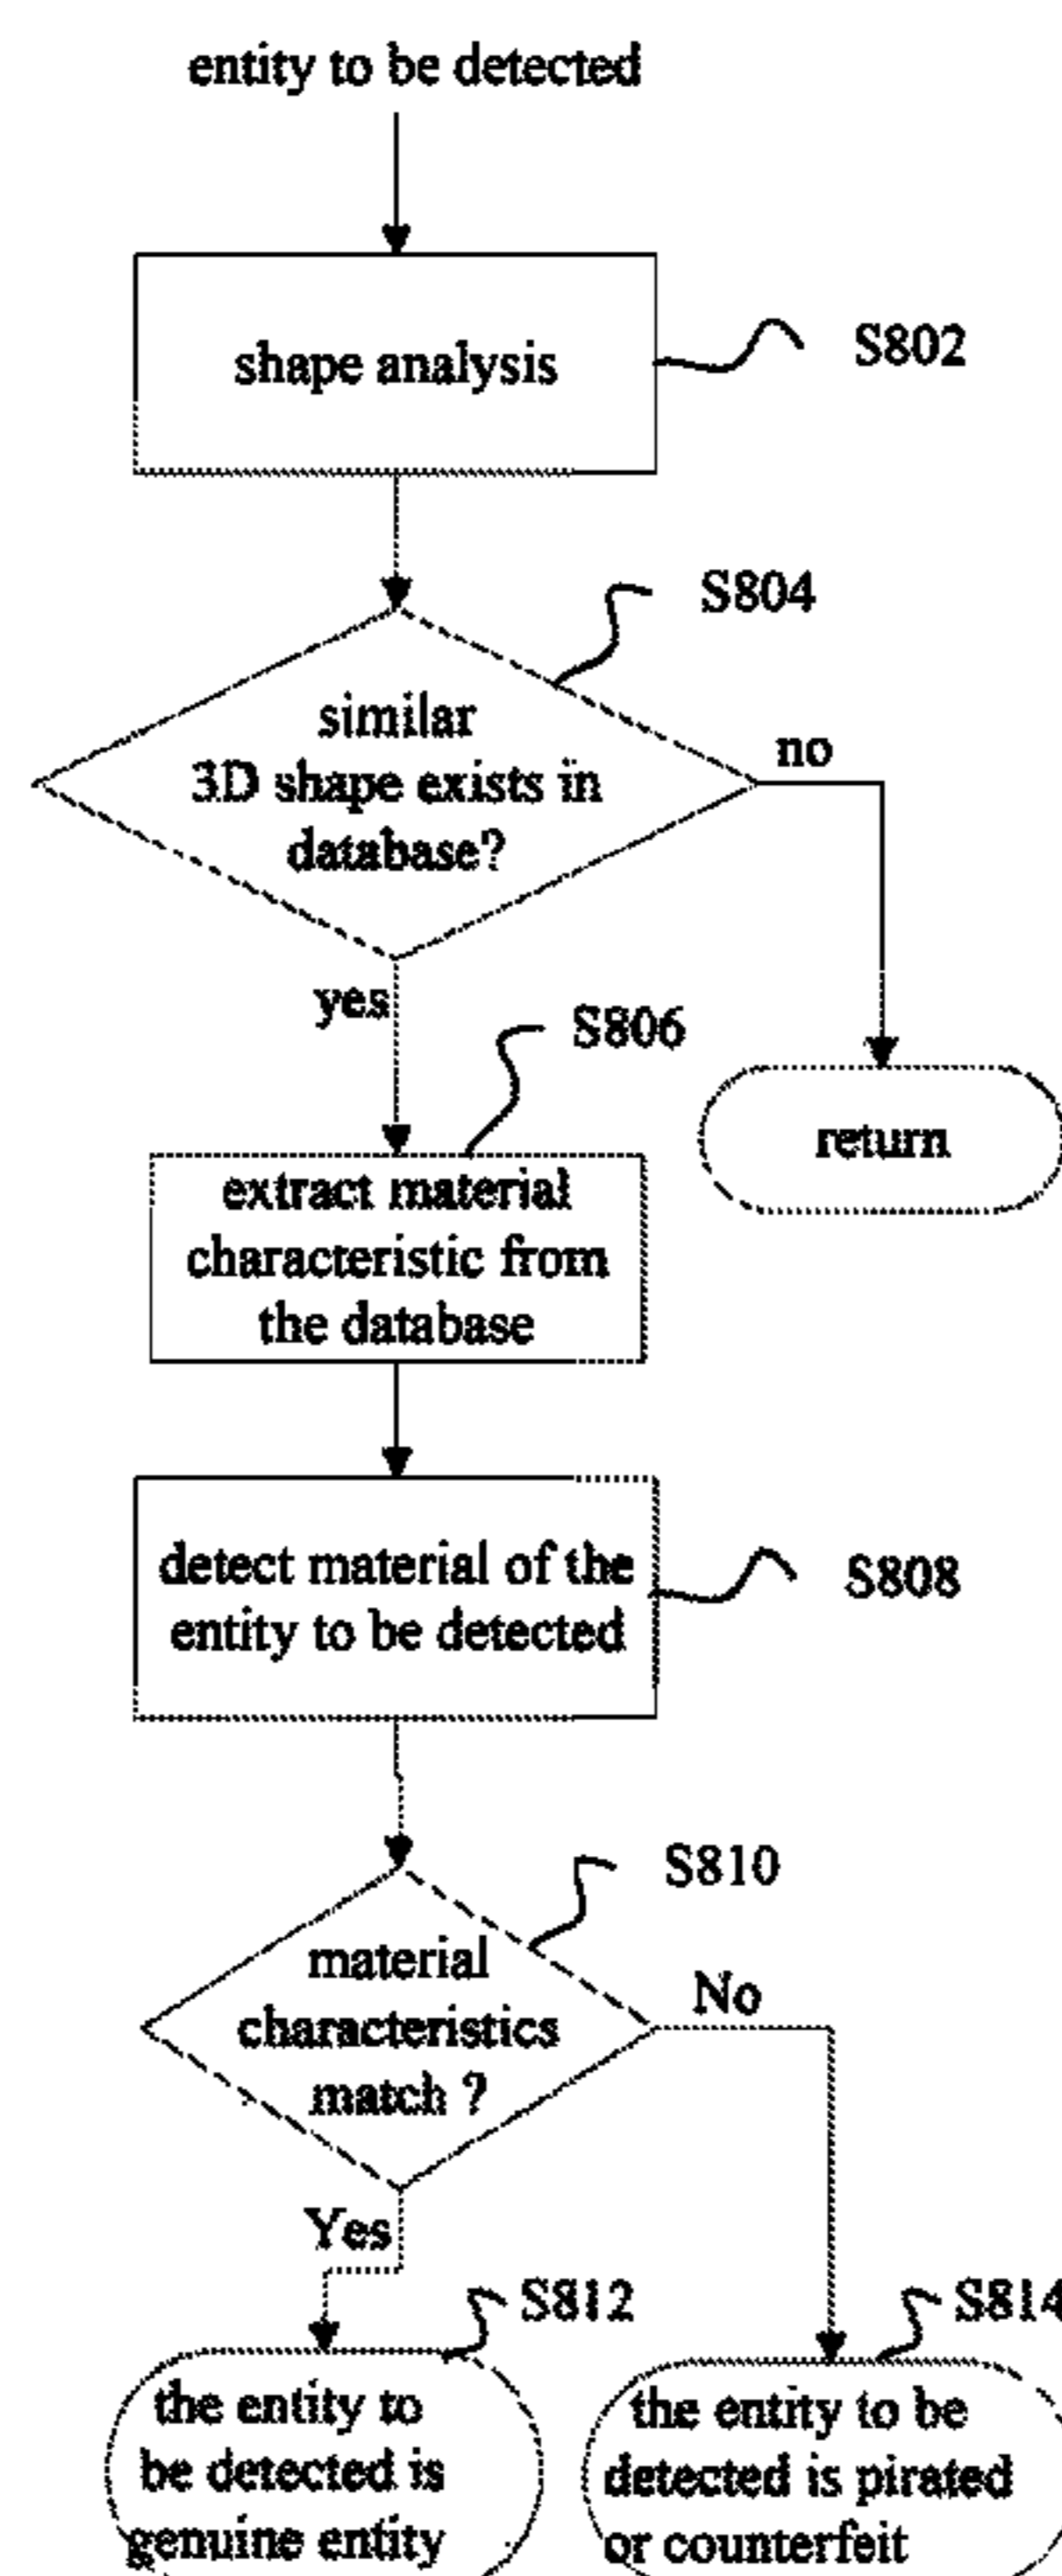 entity to be detected
shape analysis
S802
S804
similar
3D shape exists in
database?
no
yes
S806
return
extract material
characteristic from
the database
detect material of the
entity to be detected
S808
S810
material
characteristics
match ?
No
Yes
S812
S814
the entity to
be detected is
genuine entity
the entity to be
detected is pirated
or counterfeit